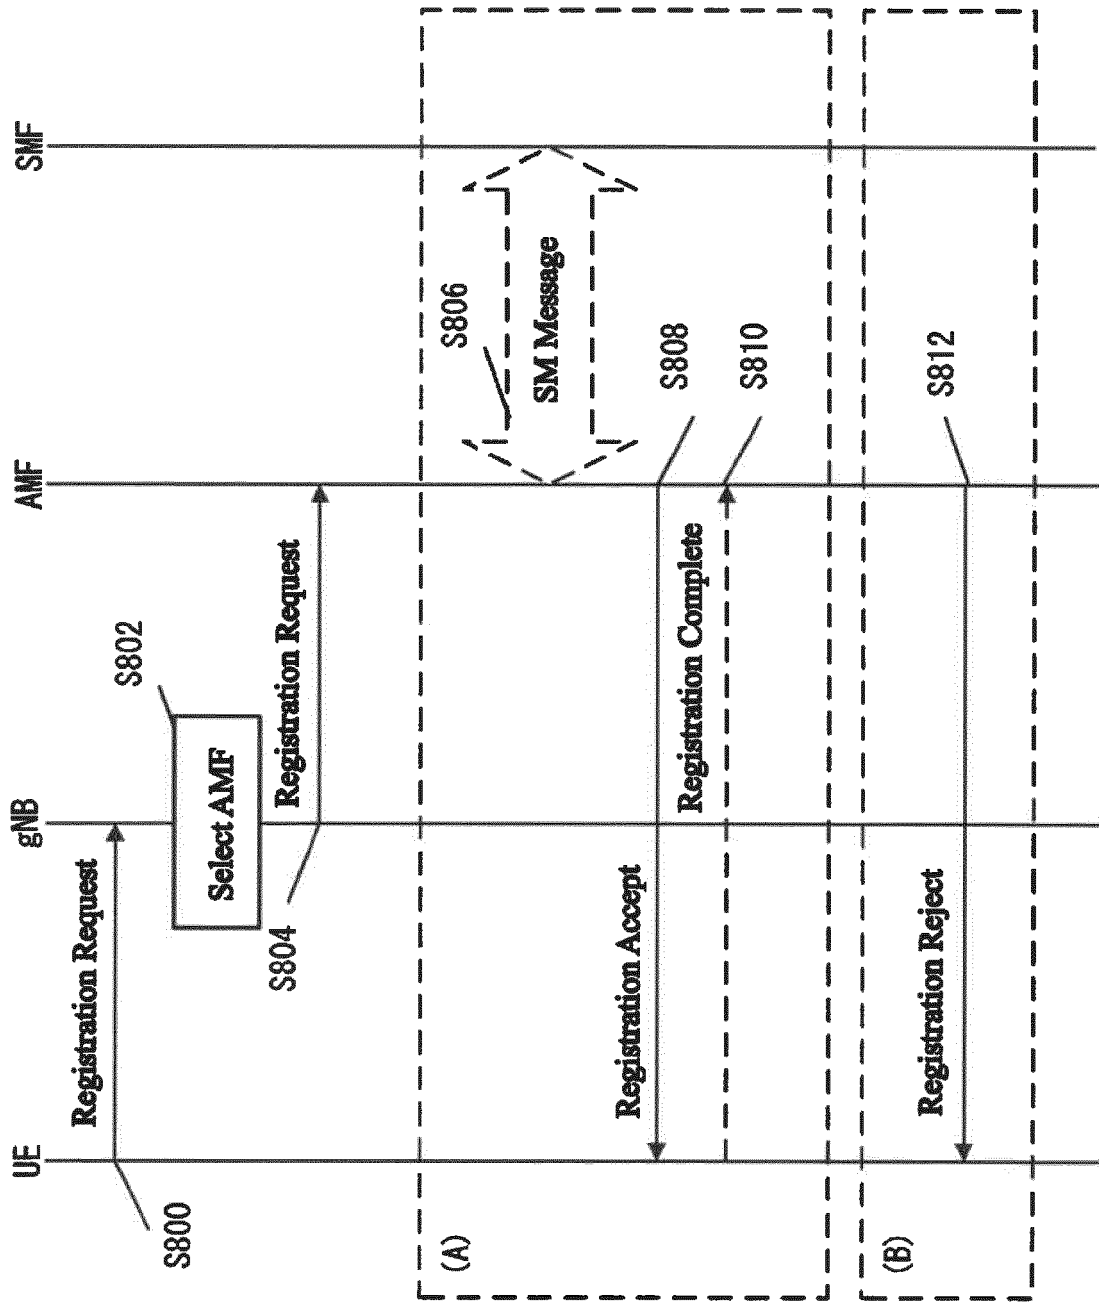 UE
gNB
AMF
SMF
S800
Registration Request
Select AMF
S802
S804
Registration Request
(A)
S806
SM Message
Registration Accept
S808
Registration Complete
S810
(B)
Registration Reject
S812